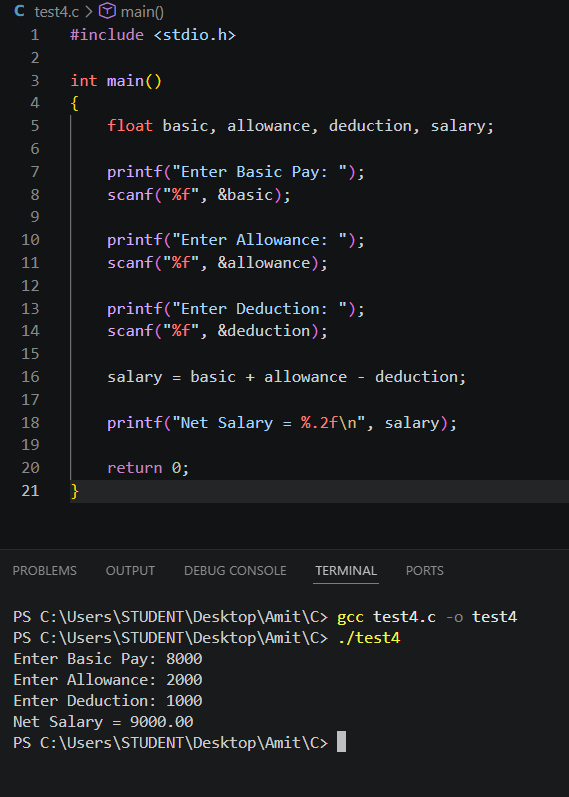 C test4.c > main()
1 #include <stdio.h>
2
3 int main()
4 {
5     float basic, allowance, deduction, salary;
6
7     printf("Enter Basic Pay: ");
8     scanf("%f", &basic);
9
10     printf("Enter Allowance: ");
11     scanf("%f", &allowance);
12
13     printf("Enter Deduction: ");
14     scanf("%f", &deduction);
15
16     salary = basic + allowance - deduction;
17
18     printf("Net Salary = %.2f\n", salary);
19
20     return 0;
21 }
PROBLEMS OUTPUT DEBUG CONSOLE TERMINAL PORTS
PS C:\Users\STUDENT\Desktop\Amit\C> gcc test4.c -o test4
PS C:\Users\STUDENT\Desktop\Amit\C> ./test4
Enter Basic Pay: 8000
Enter Allowance: 2000
Enter Deduction: 1000
Net Salary = 9000.00
PS C:\Users\STUDENT\Desktop\Amit\C>